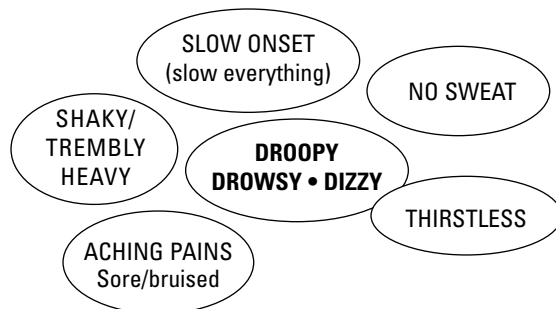 SLOW ONSET
(slow everything)
NO SWEAT
SHAKY/
TREMBLY
HEAVY
DROOPY
DROWSY • DIZZY
THIRSTLESS
ACHING PAINS
Sore/bruised